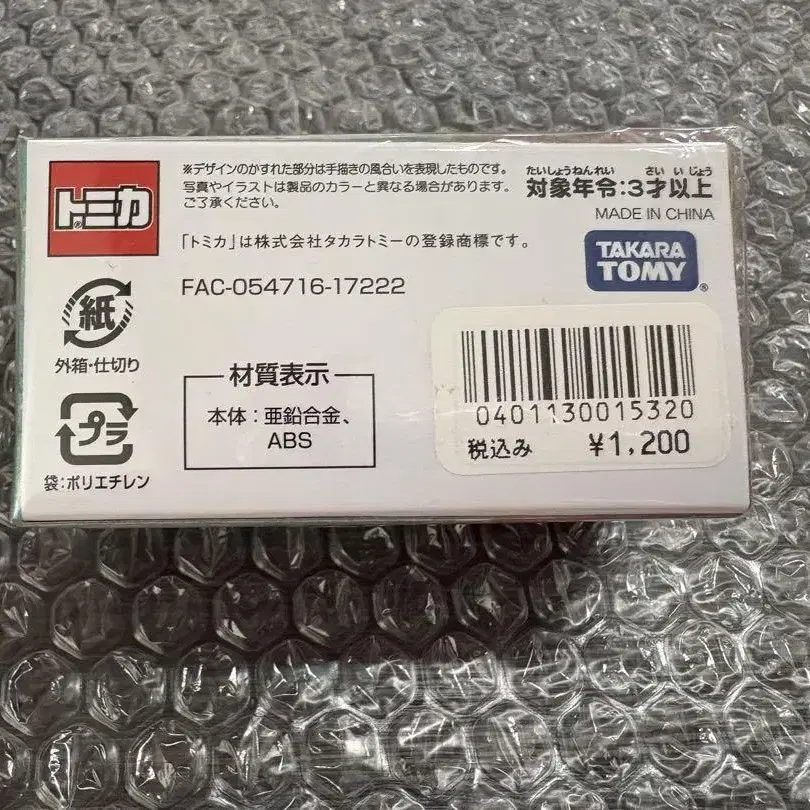 トミカ®
※デザインのかすれた部分は手描きの風合いを表現したものです。
写真やイラストは製品のカラーと異なる場合があります。
ご了承ください。
「トミカ」は株式会社タカラトミーの登録商標です。
FAC-054716-17222
たいしょうねんれい さい いじょう
対象年令:3才以上
MADE IN CHINA
TAKARA
TOMY®
紙
外箱・仕切り
プラ
袋:ポリエチレン
材質表示
本体:亜鉛合金、
ABS
0401130015320
税込み ¥1,200